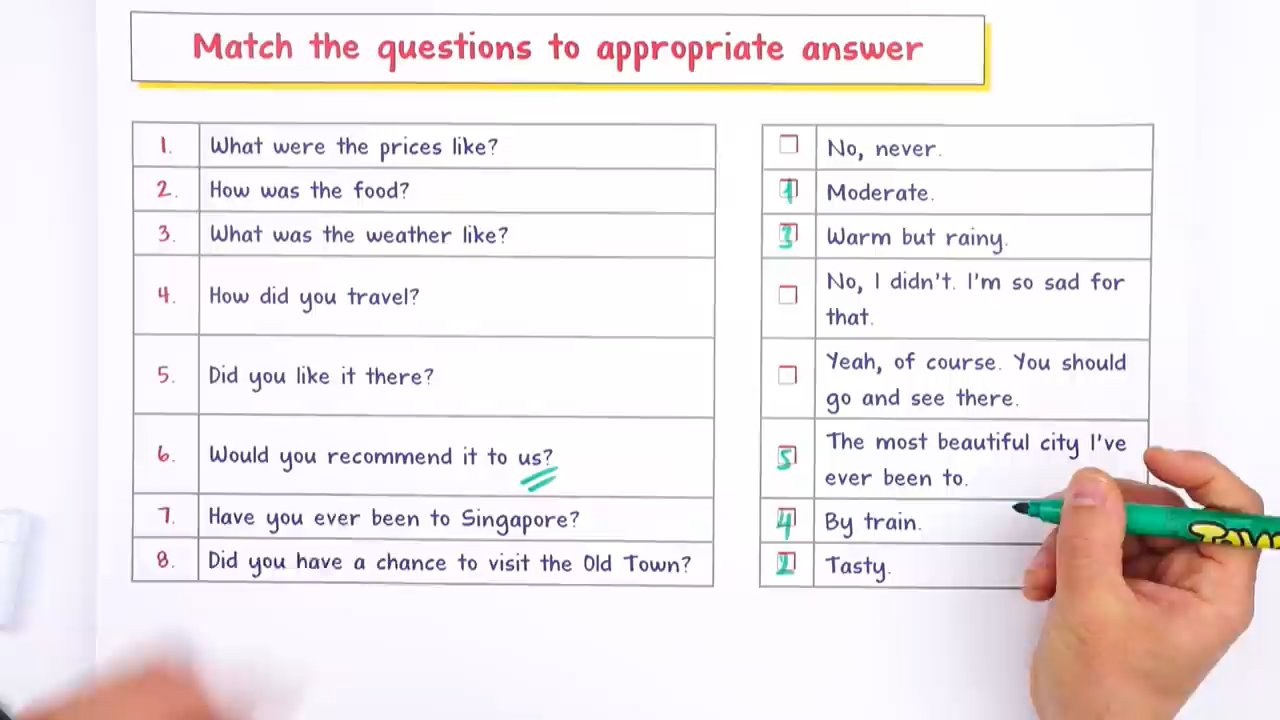 Match the questions to appropriate answer
1. What were the prices like?
2. How was the food?
3. What was the weather like?
4. How did you travel?
5. Did you like it there?
6. Would you recommend it to us?
7. Have you ever been to Singapore?
8. Did you have a chance to visit the Old Town?
No, never.
1 Moderate.
3 Warm but rainy.
No, I didn't. I'm so sad for
that.
Yeah, of course. You should
go and see there.
5 The most beautiful city I've
ever been to.
4 By train.
2 Tasty.